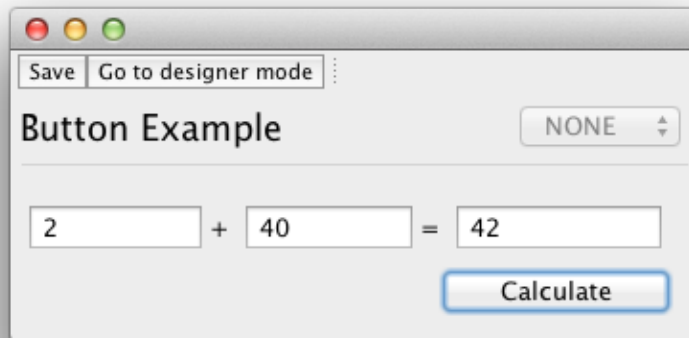 Save Go to designer mode
Button Example NONE
2 + 40 = 42
Calculate